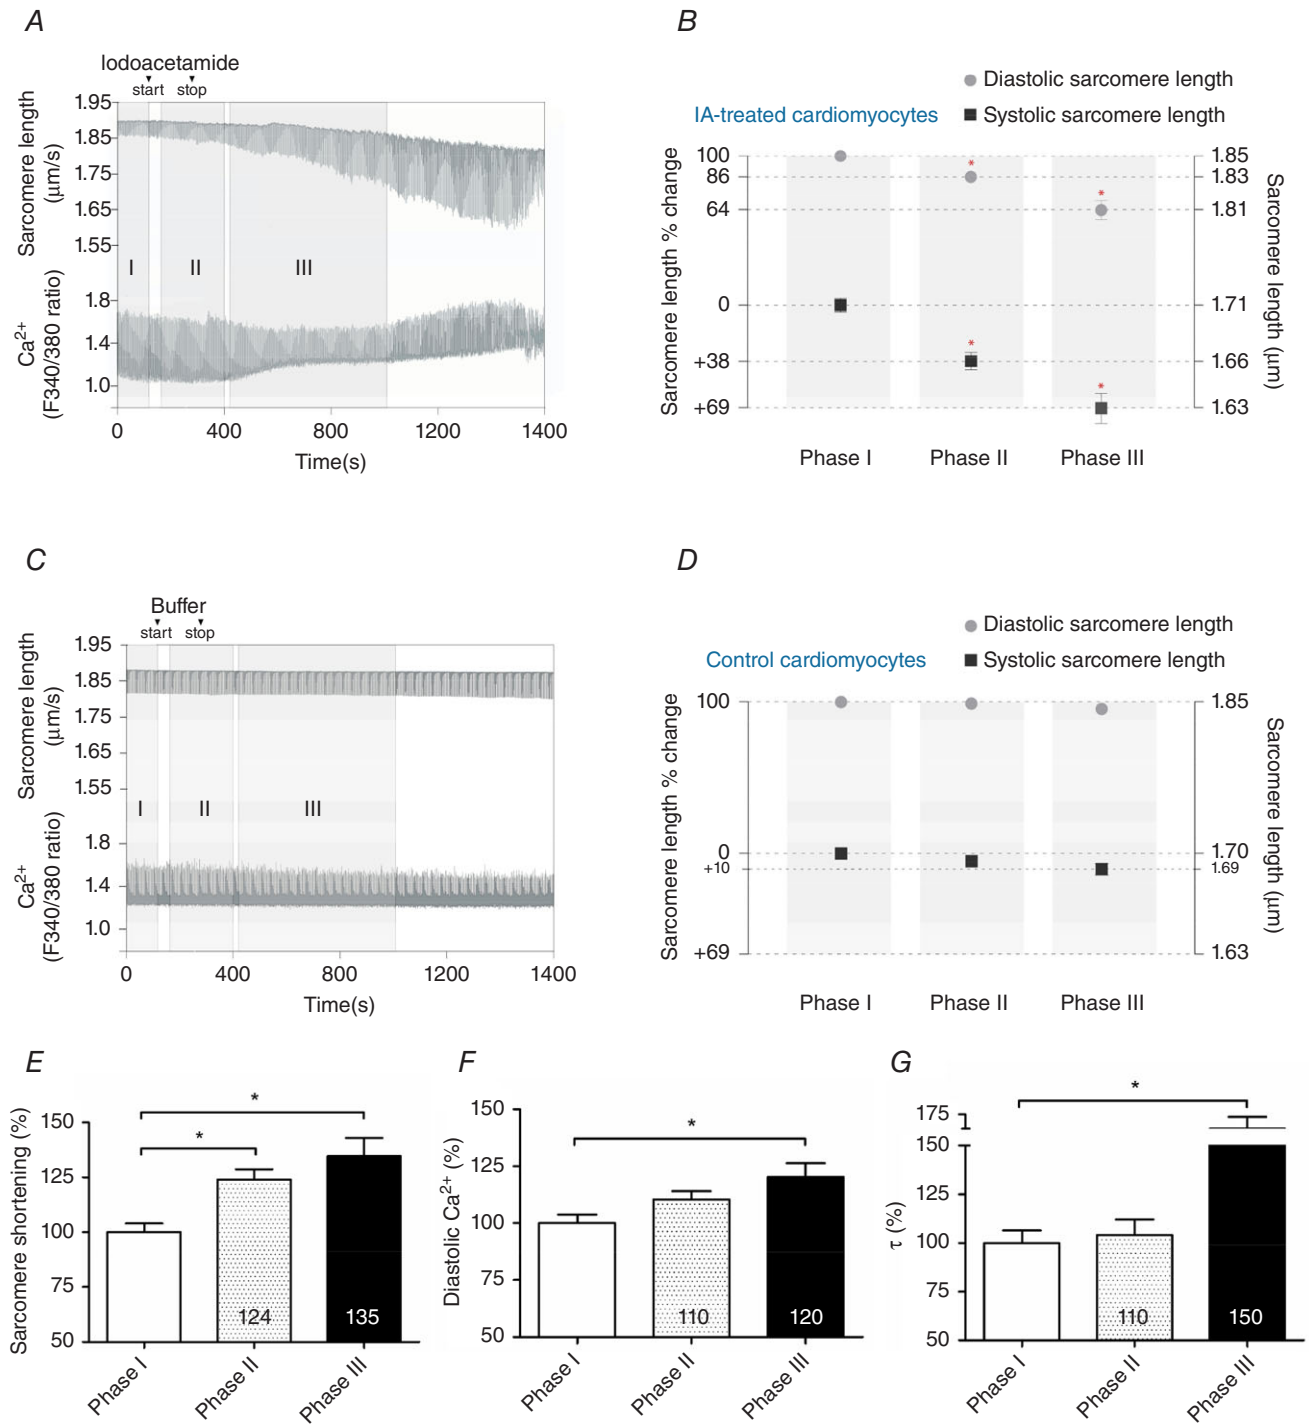 A
Iodoacetamide
start stop
Sarcomere length
(μm/s)
1.95
1.85
1.75
1.65
1.55
I II III
Ca2+
(F340/380 ratio)
1.8
1.4
1.0
0 400 800 1200 1400
Time(s)
B
Diastolic sarcomere length
IA-treated cardiomyocytes
Systolic sarcomere length
Sarcomere length % change
100
86
64
0
+38
+69
* *
* *
1.85
1.83
1.81
1.71
1.66
1.63
Sarcomere length (μm)
Phase I Phase II Phase III
C
Buffer
start stop
Sarcomere length
(μm/s)
1.95
1.85
1.75
1.65
1.55
I II III
Ca2+
(F340/380 ratio)
1.8
1.4
1.0
0 400 800 1200 1400
Time(s)
D
Diastolic sarcomere length
Control cardiomyocytes
Systolic sarcomere length
Sarcomere length % change
100
0
+10
+69
1.85
1.70
1.69
1.63
Sarcomere length (μm)
Phase I Phase II Phase III
E
Sarcomere shortening (%)
150
125
100
75
50
*
*
124 135
Phase I Phase II Phase III
F
Diastolic Ca2+ (%)
150
125
100
75
50
*
110 120
Phase I Phase II Phase III
G
τ (%)
175
150
125
100
75
50
*
110 150
Phase I Phase II Phase III